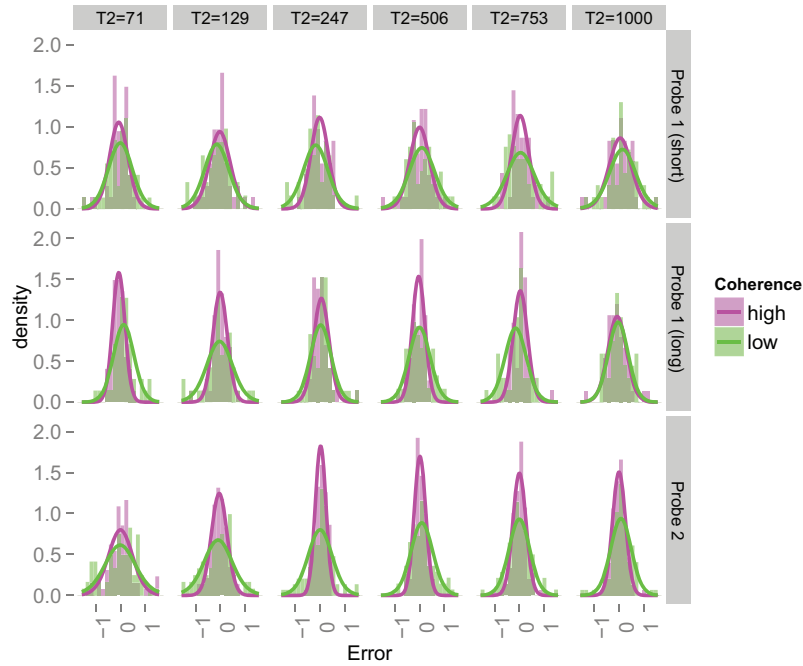 T2=71 T2=129 T2=247 T2=506 T2=753 T2=1000
2.0
1.5
1.0
0.5
0.0
Probe 1 (short)
2.0
1.5
1.0
0.5
0.0
Probe 1 (long)
2.0
1.5
1.0
0.5
0.0
Probe 2
density
−1 0 1 −1 0 1 −1 0 1 −1 0 1 −1 0 1 −1 0 1
Error
Coherence
high
low